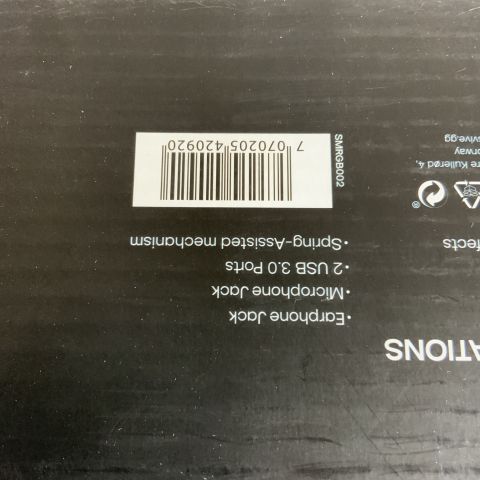 ATIONS
•Earphone Jack
•Microphone Jack
•2 USB 3.0 Ports
•Spring-Assisted mechanism
fects
SMRGB002
7 070205 420920
re Kullerød 4,
orway
svive.gg